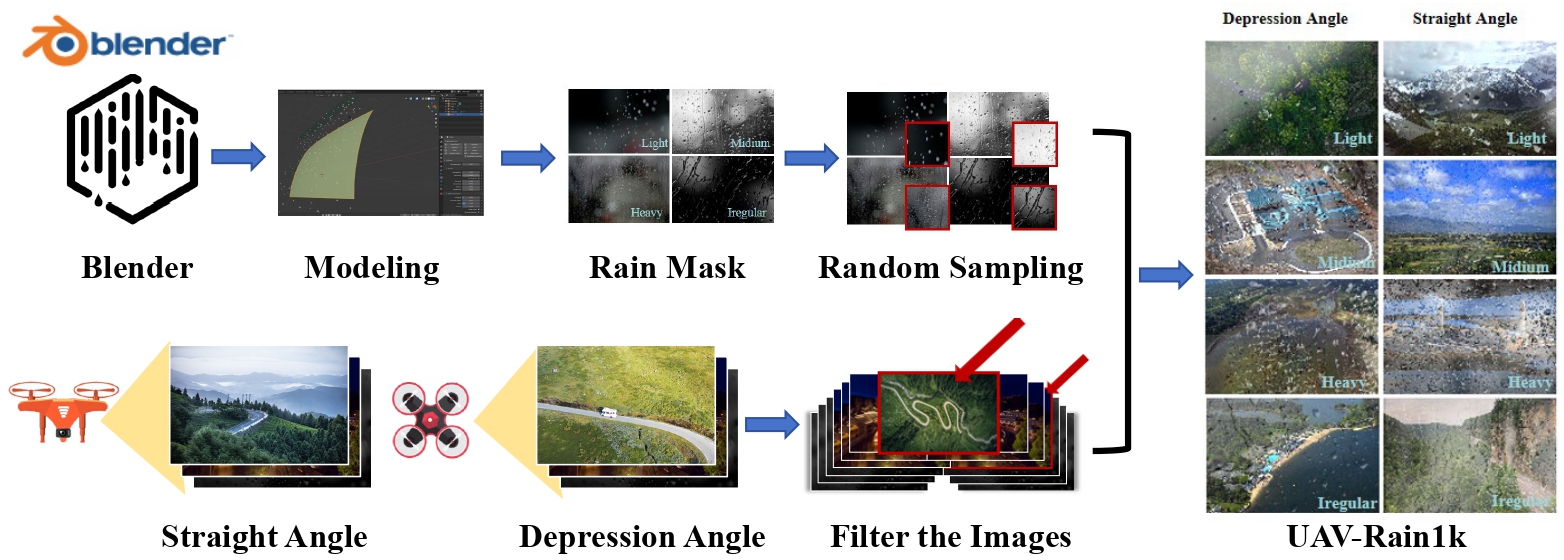 blender
Blender
Modeling
Light
Midium
Heavy
Iregular
Rain Mask
Random Sampling
Straight Angle
Depression Angle
Filter the Images
Depression Angle
Straight Angle
Light
Light
Midium
Midium
Heavy
Heavy
Iregular
Iregular
UAV-Rain1k